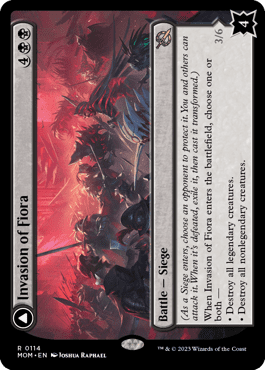 Invasion of Fiora
4
Battle — Siege
(As a Siege enters, choose an opponent to protect it. You and others can
attack it. When it's defeated, exile it, then cast it transformed.)
When Invasion of Fiora enters the battlefield, choose one or
both —
• Destroy all legendary creatures.
• Destroy all nonlegendary creatures.
3/6
4
R 0114
MOM • EN Joshua Raphael
™ & © 2023 Wizards of the Coast